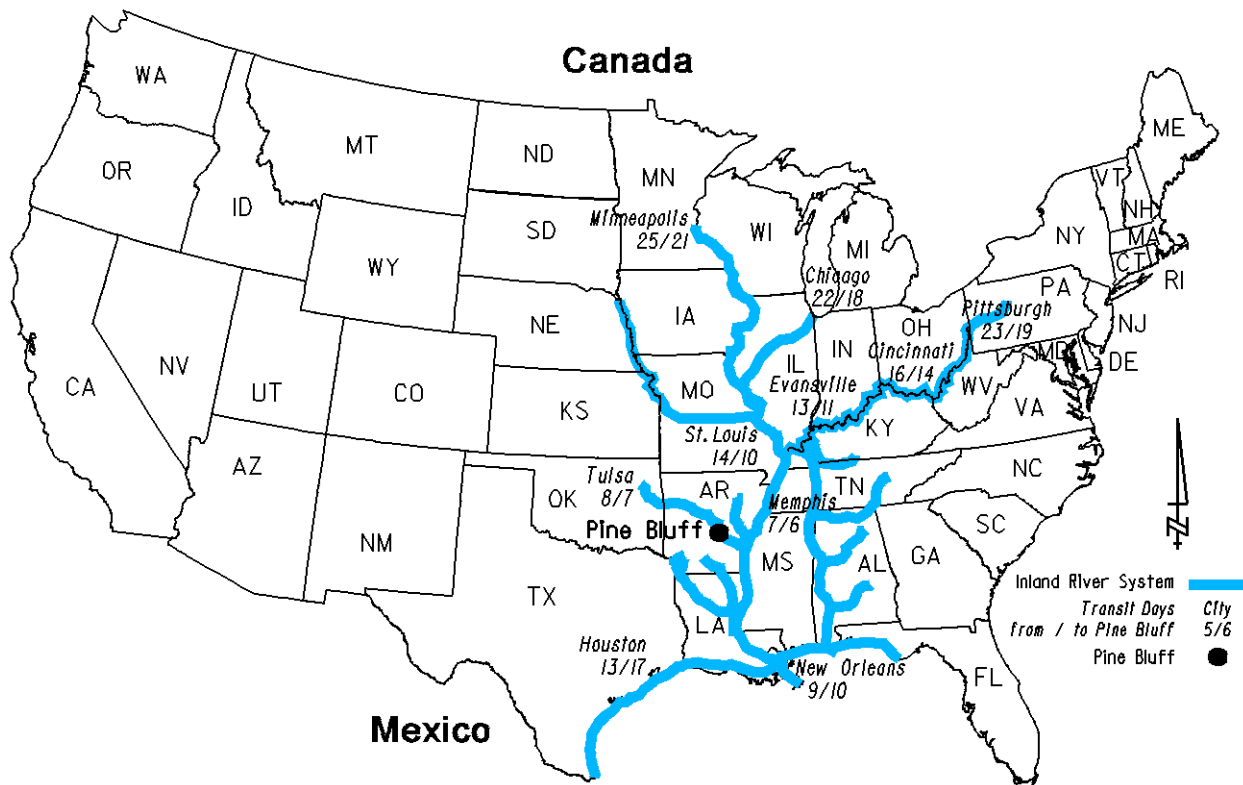 Canada
WA
MT
ND
MN
ME
OR
ID
SD
WI
MI
VT
NH
NY
MA
CT
RI
Minneapolis
25/21
WY
Chicago
22/18
PA
Pittsburgh
23/19
NJ
NE
IA
OH
IN
IL
Cincinnati
16/14
MD
DE
NV
UT
CA
CO
KS
MO
Evansville
13/11
WV
VA
KY
St.Louis
14/10
AZ
NM
OK
Tulsa
8/7
AR
Memphis
7/6
TN
NC
SC
Pine Bluff
MS
AL
GA
TX
LA
Houston
13/17
New Orleans
9/10
FL
Mexico
N
Inland River System
Transit Days City
from / to Pine Bluff 5/6
Pine Bluff